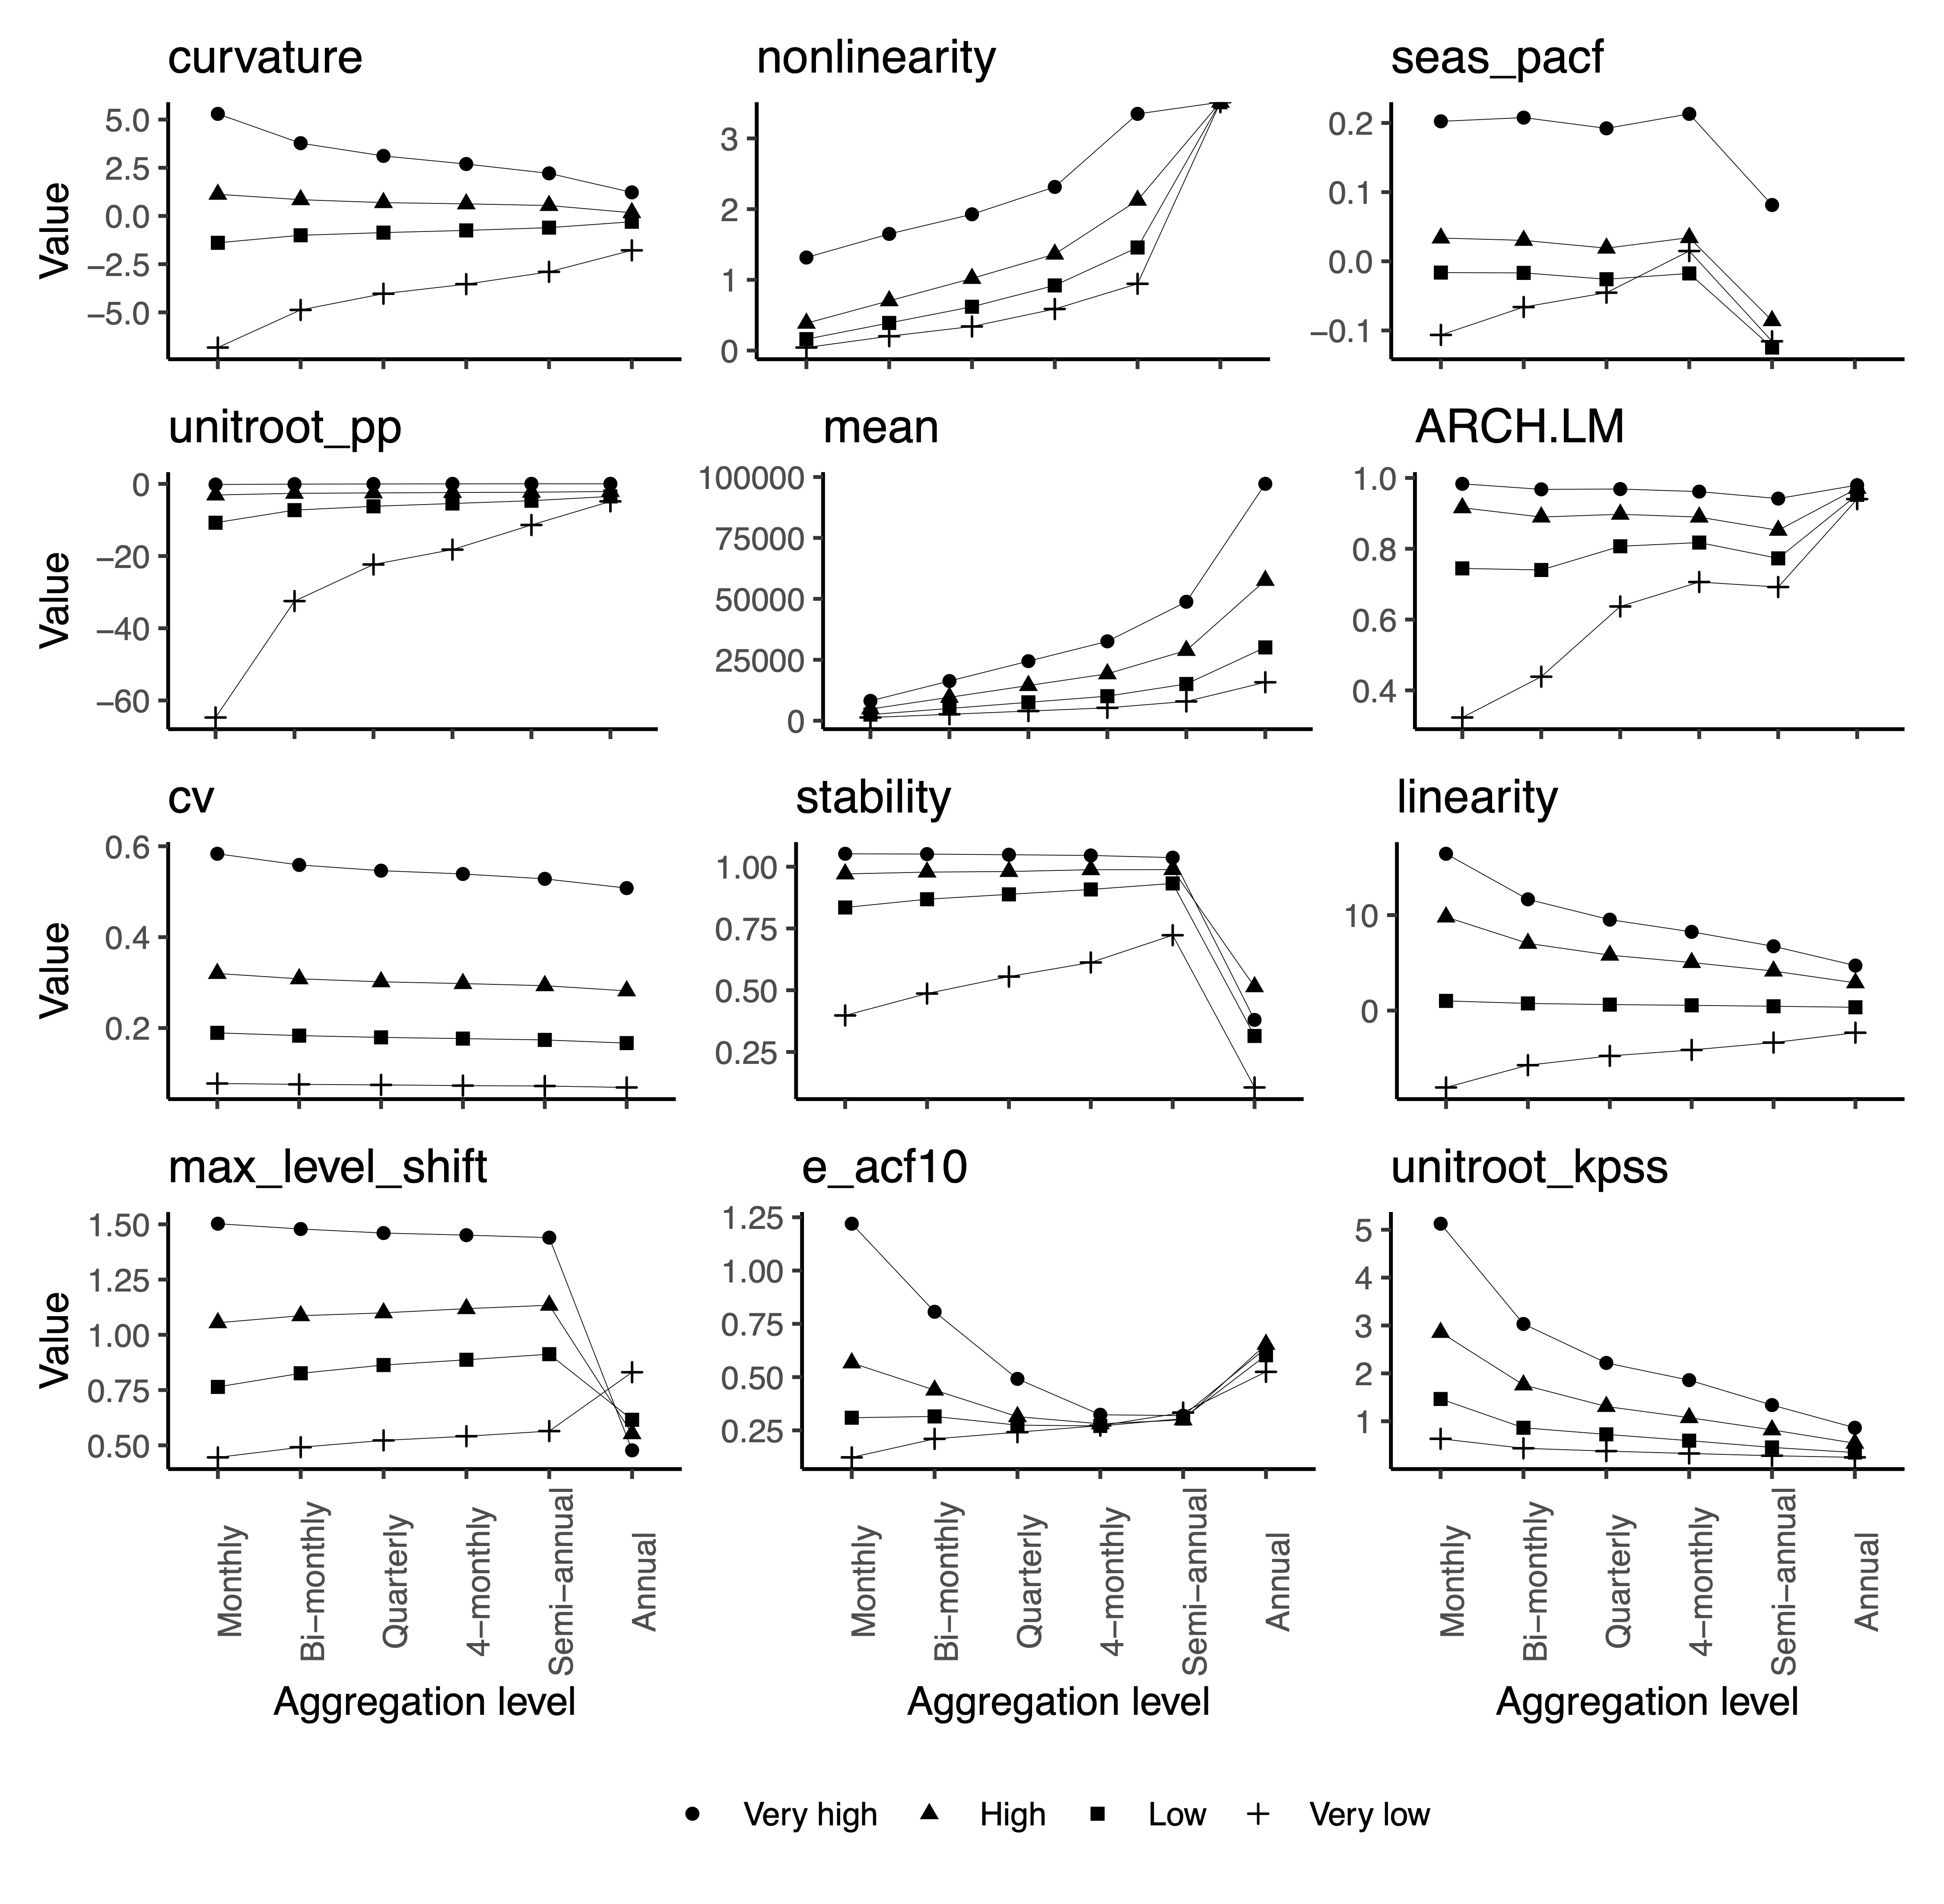 curvature
nonlinearity
seas_pacf
Value
5.0
2.5
0.0
−2.5
−5.0
3
2
1
0
0.2
0.1
0.0
−0.1
unitroot_pp
mean
ARCH.LM
Value
0
−20
−40
−60
100000
75000
50000
25000
0
1.0
0.8
0.6
0.4
cv
stability
linearity
Value
0.6
0.4
0.2
1.00
0.75
0.50
0.25
10
0
max_level_shift
e_acf10
unitroot_kpss
Value
1.50
1.25
1.00
0.75
0.50
1.25
1.00
0.75
0.50
0.25
5
4
3
2
1
Monthly
Bi−monthly
Quarterly
4−monthly
Semi−annual
Annual
Monthly
Bi−monthly
Quarterly
4−monthly
Semi−annual
Annual
Monthly
Bi−monthly
Quarterly
4−monthly
Semi−annual
Annual
Aggregation level
Aggregation level
Aggregation level
Very high High Low Very low